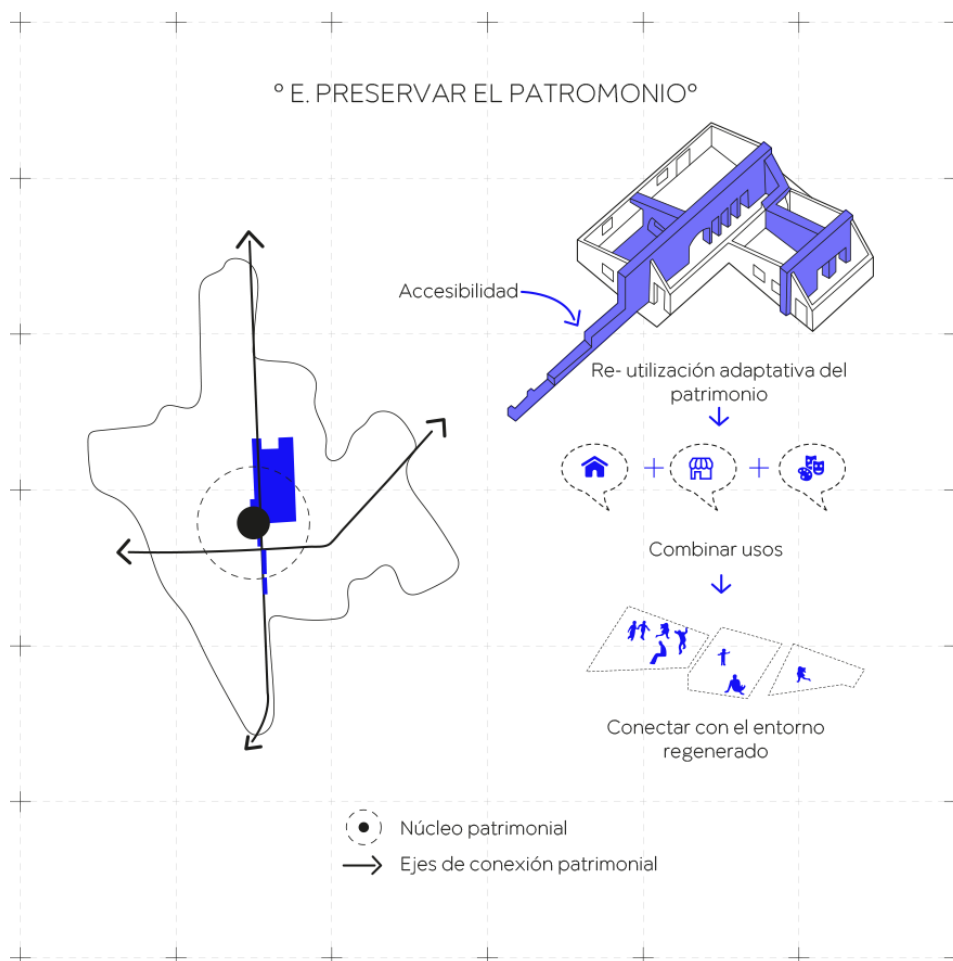 ° E. PRESERVAR EL PATROMONIO°
Accesibilidad
Re- utilización adaptativa del
patrimonio
Combinar usos
Conectar con el entorno
regenerado
Núcleo patrimonial
Ejes de conexión patrimonial